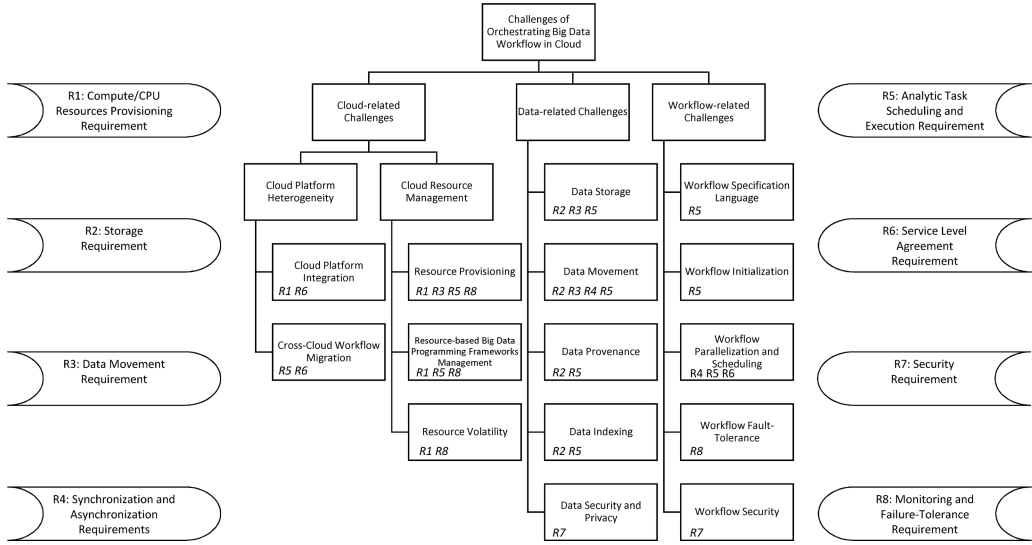 Challenges of
Orchestrating Big Data
Workflow in Cloud
R1: Compute/CPU
Resources Provisioning
Requirement
Cloud-related
Challenges
Data-related Challenges
Workflow-related
Challenges
R5: Analytic Task
Scheduling and
Execution Requirement
Cloud Platform
Heterogeneity
Cloud Resource
Management
Data Storage
R2 R3 R5
Workflow Specification
Language
R5
R2: Storage
Requirement
R6: Service Level
Agreement
Requirement
Cloud Platform
Integration
R1 R6
Resource Provisioning
R1 R3 R5 R8
Data Movement
R2 R3 R4 R5
Workflow Initialization
R5
R3: Data Movement
Requirement
Cross-Cloud Workflow
Migration
R5 R6
Resource-based Big Data
Programming Frameworks
Management
R1 R5 R8
Data Provenance
R2 R5
Workflow
Parallelization and
Scheduling
R4 R5 R6
R7: Security
Requirement
Resource Volatility
R1 R8
Data Indexing
R2 R5
Workflow Fault-
Tolerance
R8
R4: Synchronization and
Asynchronization
Requirements
Data Security and
Privacy
R7
Workflow Security
R7
R8: Monitoring and
Failure-Tolerance
Requirement